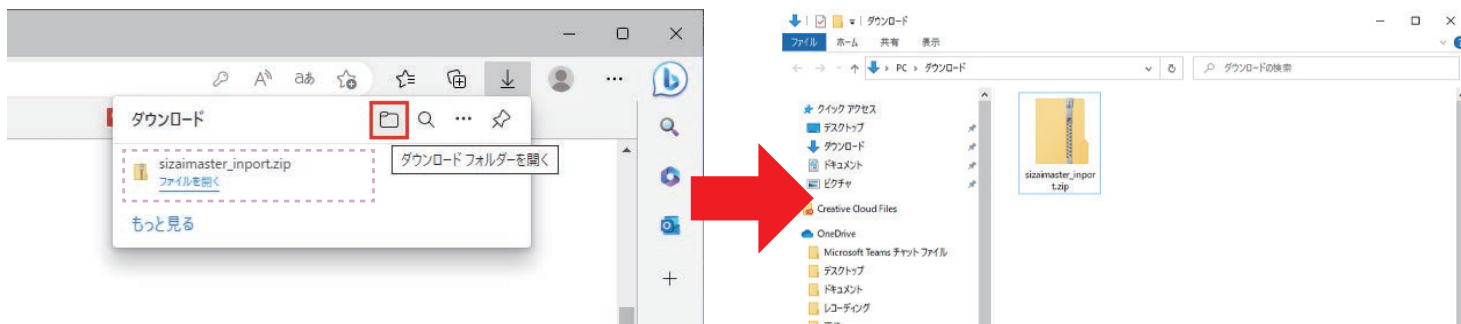 aあ
ダウンロード
ダウンロード フォルダーを開く
sizaimaster_inport.zip
ファイルを開く
もっと見る
ダウンロード
ファイル ホーム 共有 表示
PC › ダウンロード
ダウンロードの検索
クイック アクセス
デスクトップ
ダウンロード
ドキュメント
ピクチャ
Creative Cloud Files
OneDrive
Microsoft Teams チャット ファイル
デスクトップ
ドキュメント
レコーディング
sizaimaster_inpor
t.zip